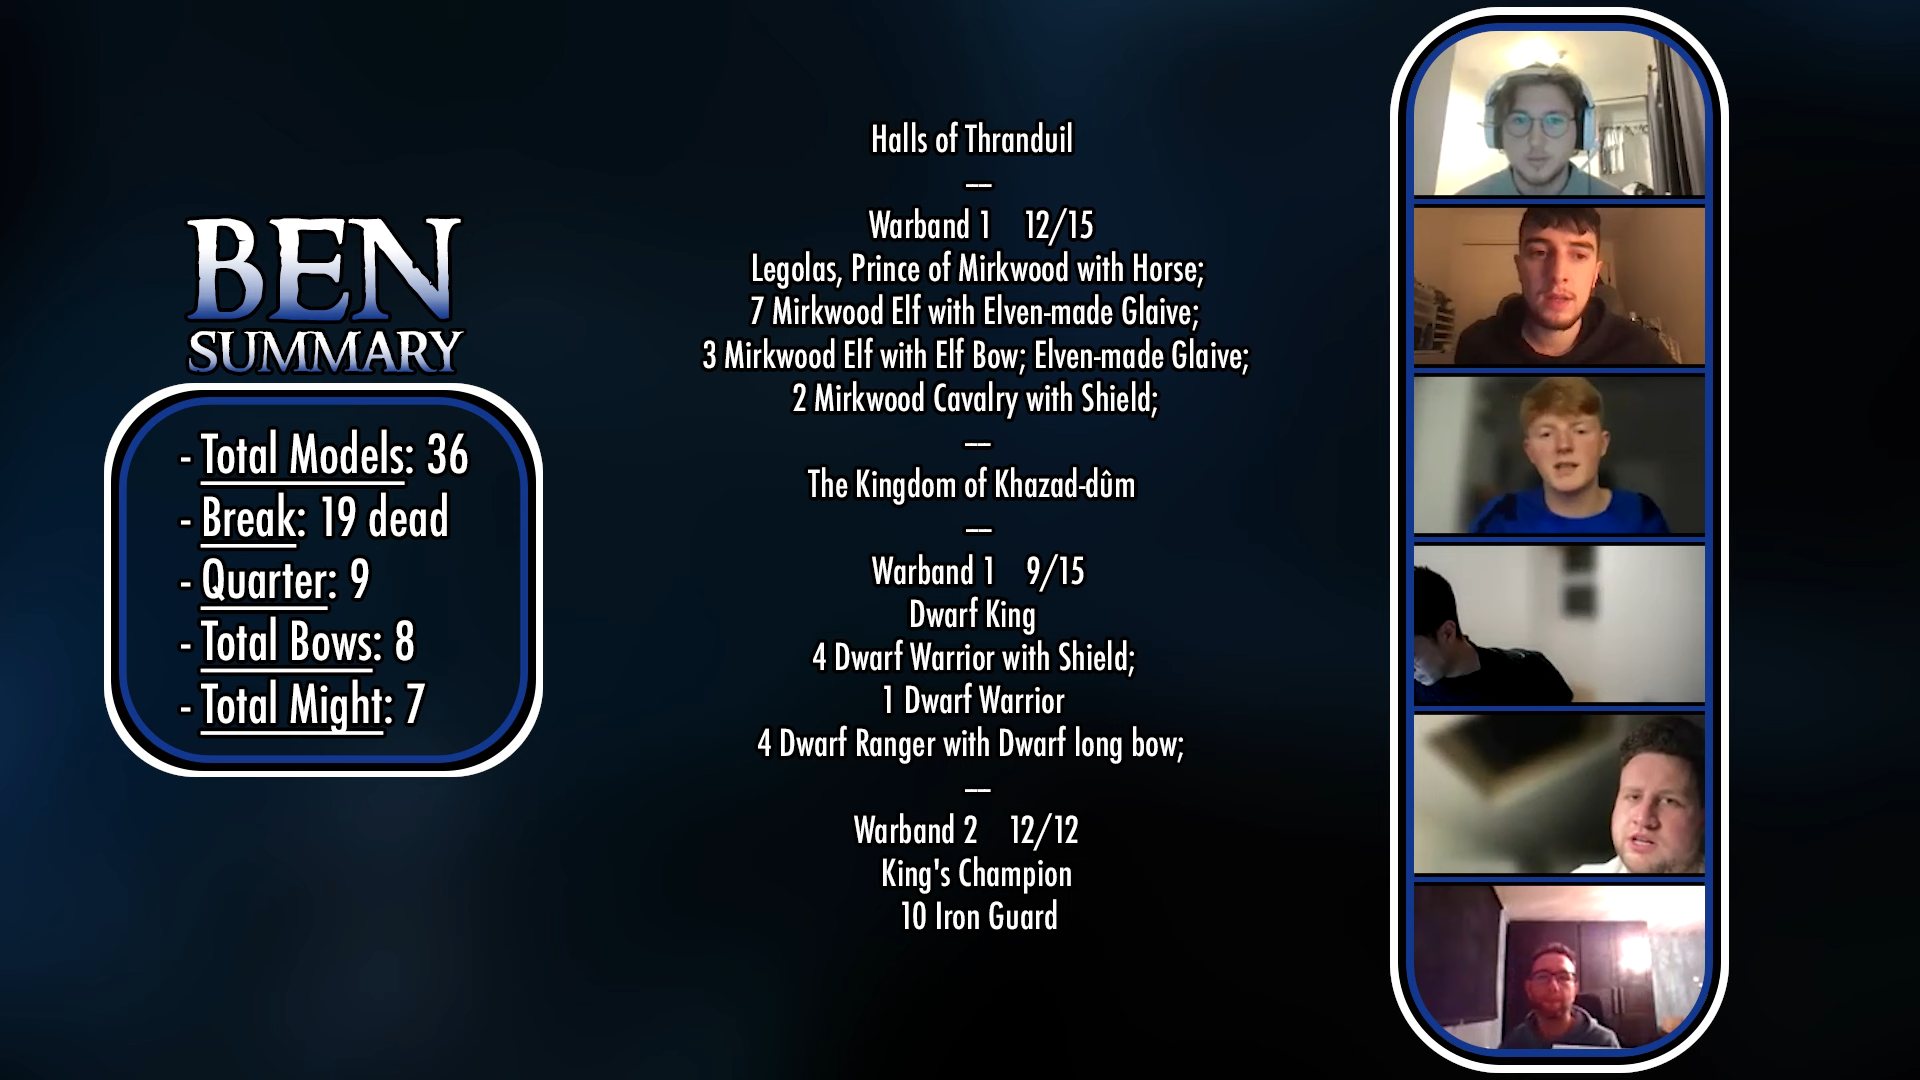 BEN
SUMMARY
- Total Models: 36
- Break: 19 dead
- Quarter: 9
- Total Bows: 8
- Total Might: 7
Halls of Thranduil
—
Warband 1 12/15
Legolas, Prince of Mirkwood with Horse;
7 Mirkwood Elf with Elven-made Glaive;
3 Mirkwood Elf with Elf Bow; Elven-made Glaive;
2 Mirkwood Cavalry with Shield;
—
The Kingdom of Khazad-dûm
—
Warband 1 9/15
Dwarf King
4 Dwarf Warrior with Shield;
1 Dwarf Warrior
4 Dwarf Ranger with Dwarf long bow;
—
Warband 2 12/12
King's Champion
10 Iron Guard